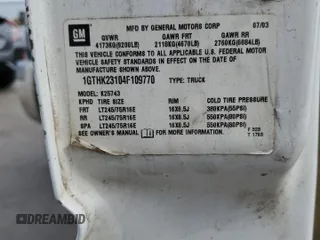 GM
MFD BY GENERAL MOTORS CORP 07/03
GVWR GAWR FRT GAWR RR
4173KG(9200LB) 2118KG(4670LB) 2760KG(6084LB)
THIS VEHICLE CONFORMS TO ALL APPLICABLE U.S. FEDERAL MOTOR
VEHICLE SAFETY STANDARDS IN EFFECT ON THE DATE OF
MANUFACTURE SHOWN ABOVE.
1GTHK23104F109770 TYPE: TRUCK
MODEL: K25743
KPHD TIRE SIZE RIM COLD TIRE PRESSURE
FRT LT245/75R16E 16X6.5J 380KPA(55PSI)
RR LT245/75R16E 16X6.5J 550KPA(80PSI)
SPA LT245/75R16E 16X6.5J 550KPA(80PSI)
SEE OWNER'S MANUAL FOR MORE INFORMATION.
AUTOBIDMASTER